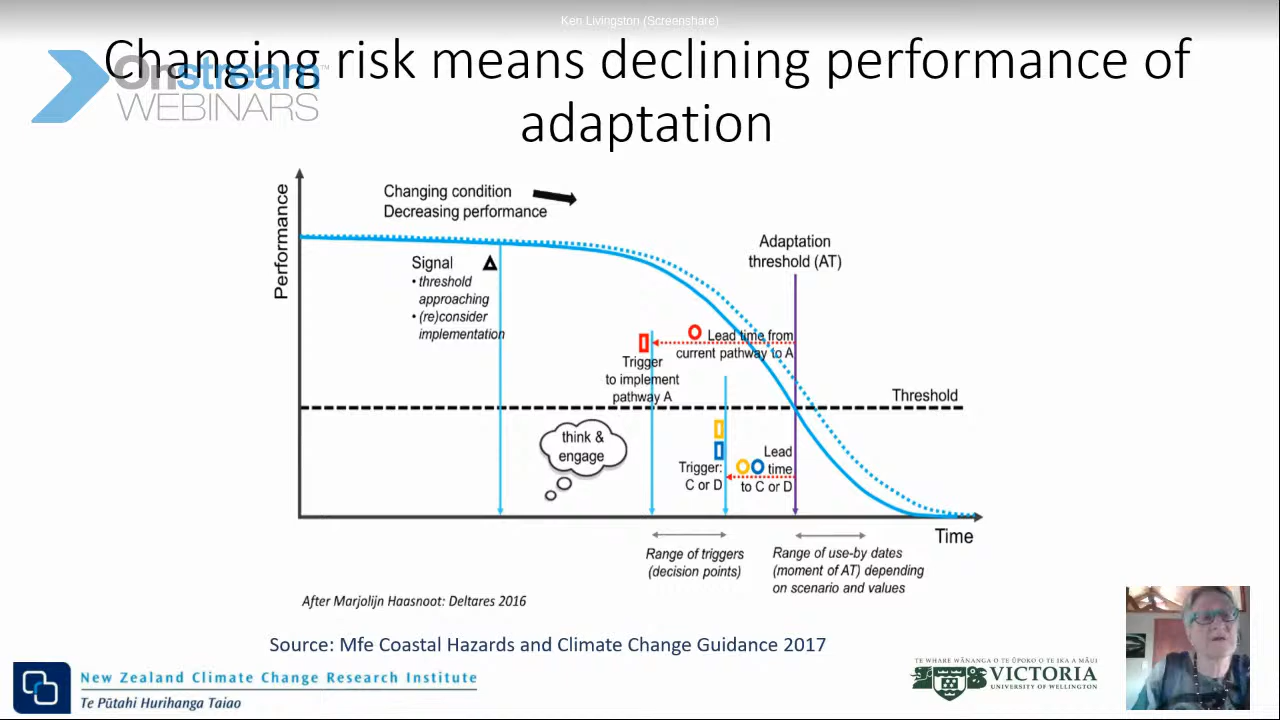 Ken Livingston (Screenshare)
Changing risk means declining performance of
adaptation
Onstream™
WEBINARS
Performance
Changing condition
Decreasing performance
Signal
• threshold
approaching
• (re)consider
implementation
Adaptation
threshold (AT)
Lead time from
current pathway to A
Trigger
to implement
pathway A
Threshold
think &
engage
Trigger:
C or D
Lead
time
to C or D
Time
Range of triggers
(decision points)
Range of use-by dates
(moment of AT) depending
on scenario and values
After Marjolijn Haasnoot: Deltares 2016
Source: Mfe Coastal Hazards and Climate Change Guidance 2017
New Zealand Climate Change Research Institute
Te Pūtahi Hurihanga Taiao
TE WHARE WĀNANGA O TE ŪPOKO O TE IKA A MĀUI
VICTORIA
UNIVERSITY OF WELLINGTON